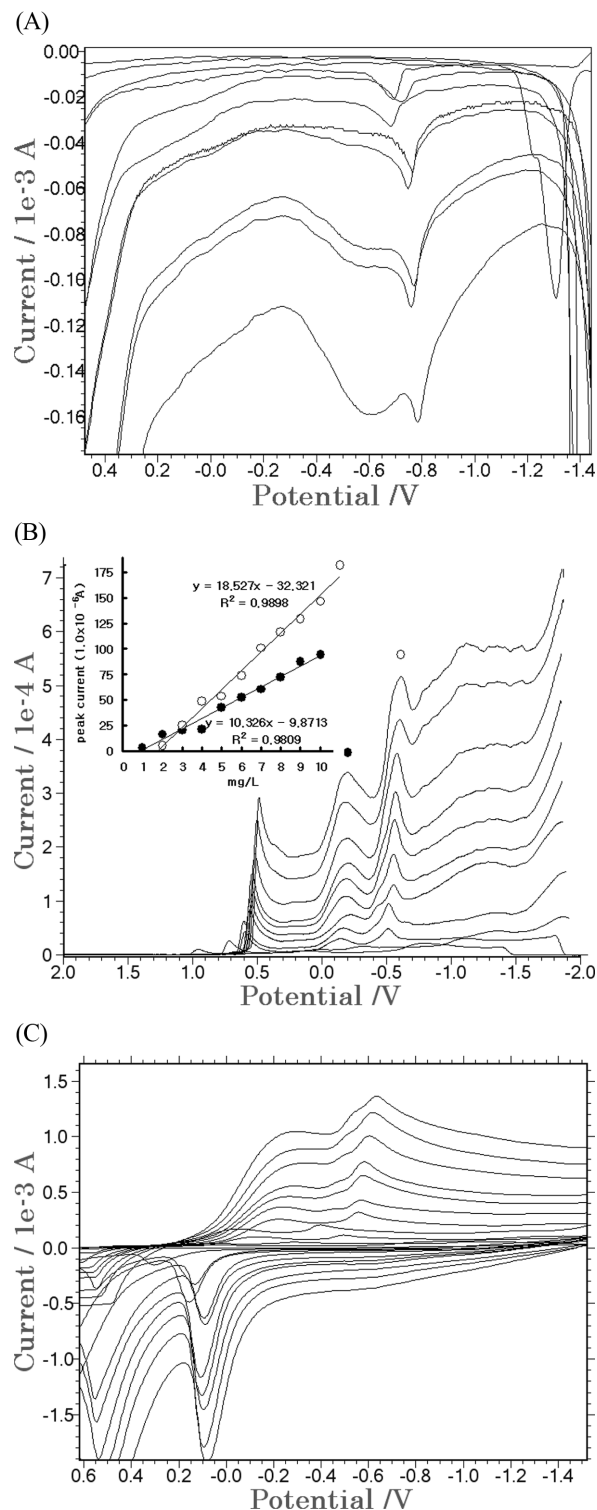 (A)
0.00
-0.02
-0.04
-0.06
-0.08
-0.10
-0.12
-0.14
-0.16
Current / 1e-3 A
0.4 0.2 -0.0 -0.2 -0.4 -0.6 -0.8 -1.0 -1.2 -1.4
Potential /V
(B)
7
6
5
4
3
2
1
0
Current / 1e-4 A
175
150
125
100
75
50
25
0
peak current (1.0x10⁻⁶A)
y = 18,527x − 32,321
R² = 0,9898
y = 10,326x − 9,8713
R² = 0,9809
0 1 2 3 4 5 6 7 8 9 10
mg/L
2.0 1.5 1.0 0.5 0.0 -0.5 -1.0 -1.5 -2.0
Potential /V
(C)
1.5
1.0
0.5
0.0
-0.5
-1.0
-1.5
Current / 1e-3 A
0.6 0.2 -0.0 -0.4 -0.6 -0.8 -1.0 -1.2 -1.4
Potential /V